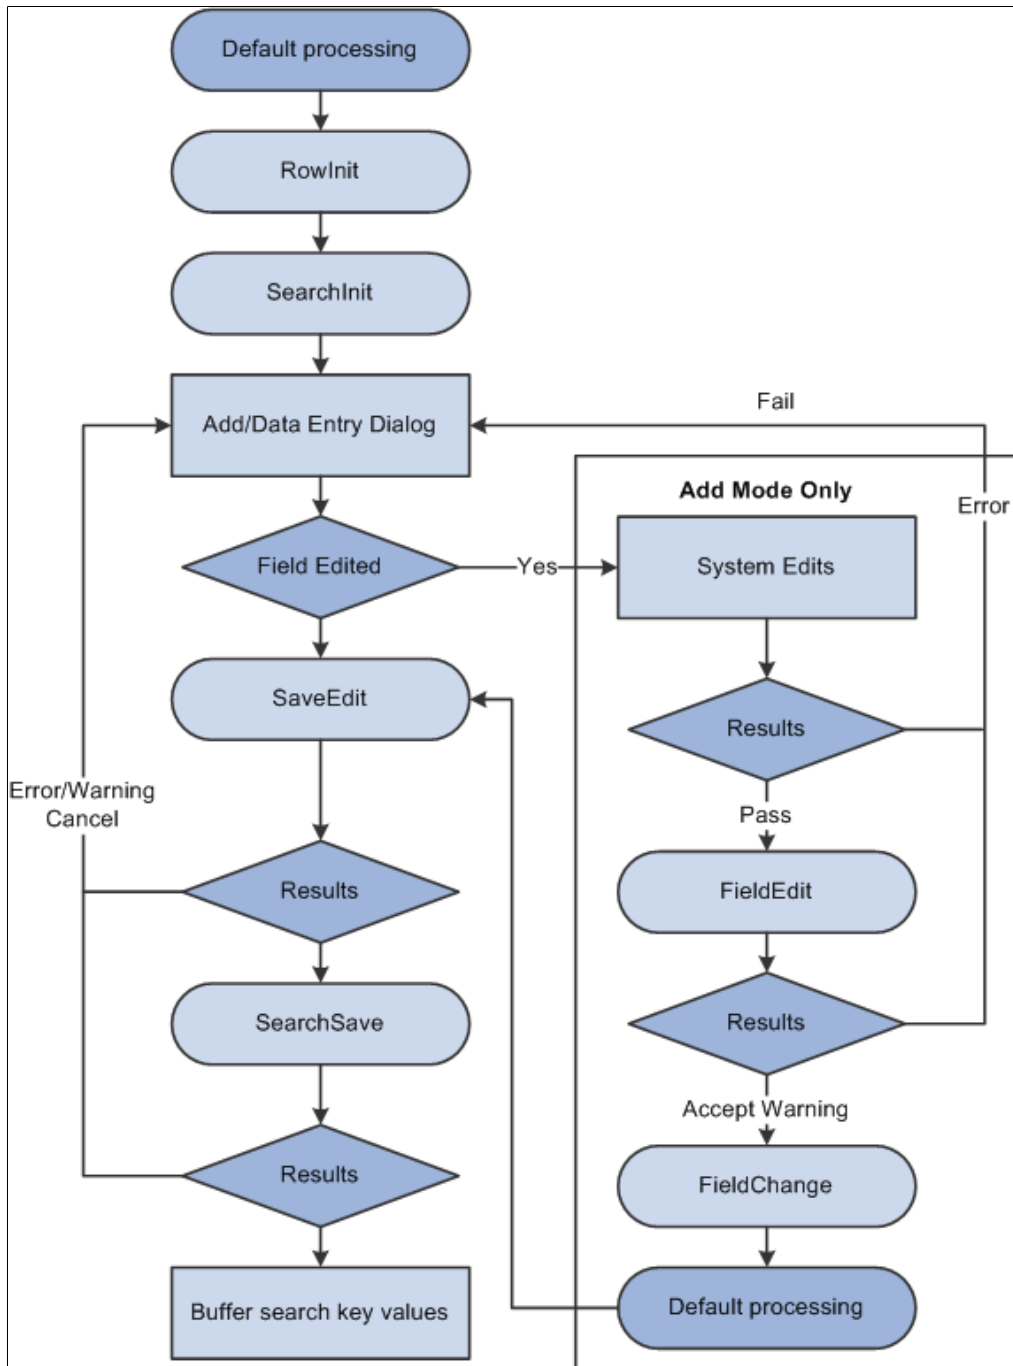 Default processing
RowInit
SearchInit
Add/Data Entry Dialog
Fail
Add Mode Only
Error
Field Edited
Yes
System Edits
SaveEdit
Results
Error/Warning
Cancel
Pass
Results
FieldEdit
SearchSave
Results
Accept Warning
Results
FieldChange
Buffer search key values
Default processing